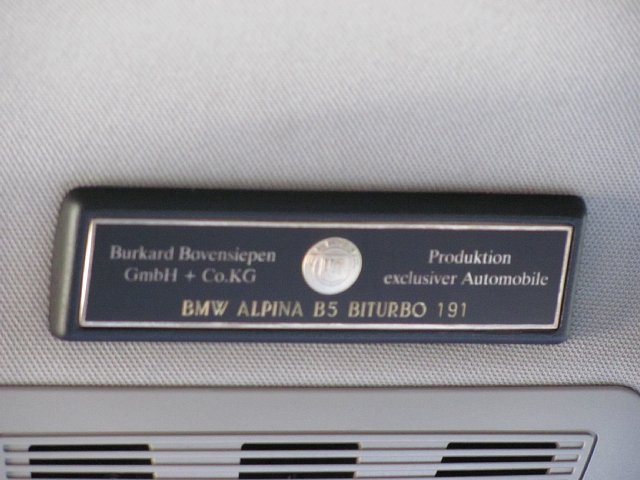 Burkard Bovensiepen
GmbH + Co.KG
Produktion
exclusiver Automobile
BMW ALPINA B5 BITURBO 191